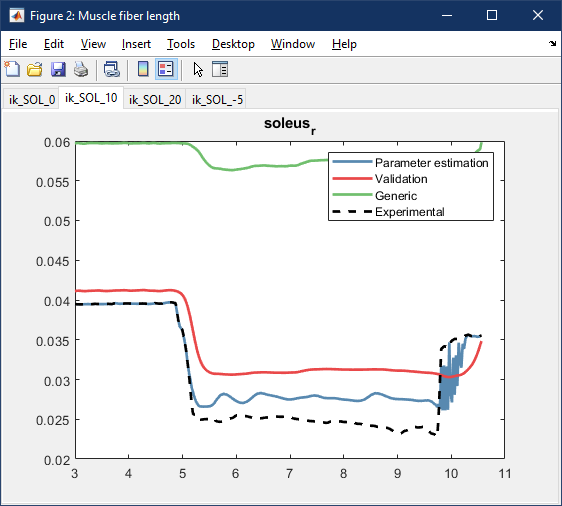 Figure 2: Muscle fiber length
File Edit View Insert Tools Desktop Window Help
ik_SOL_0 ik_SOL_10 ik_SOL_20 ik_SOL_-5
soleusr
0.06
0.055
0.05
0.045
0.04
0.035
0.03
0.025
0.02
Parameter estimation
Validation
Generic
Experimental
3 4 5 6 7 8 9 10 11